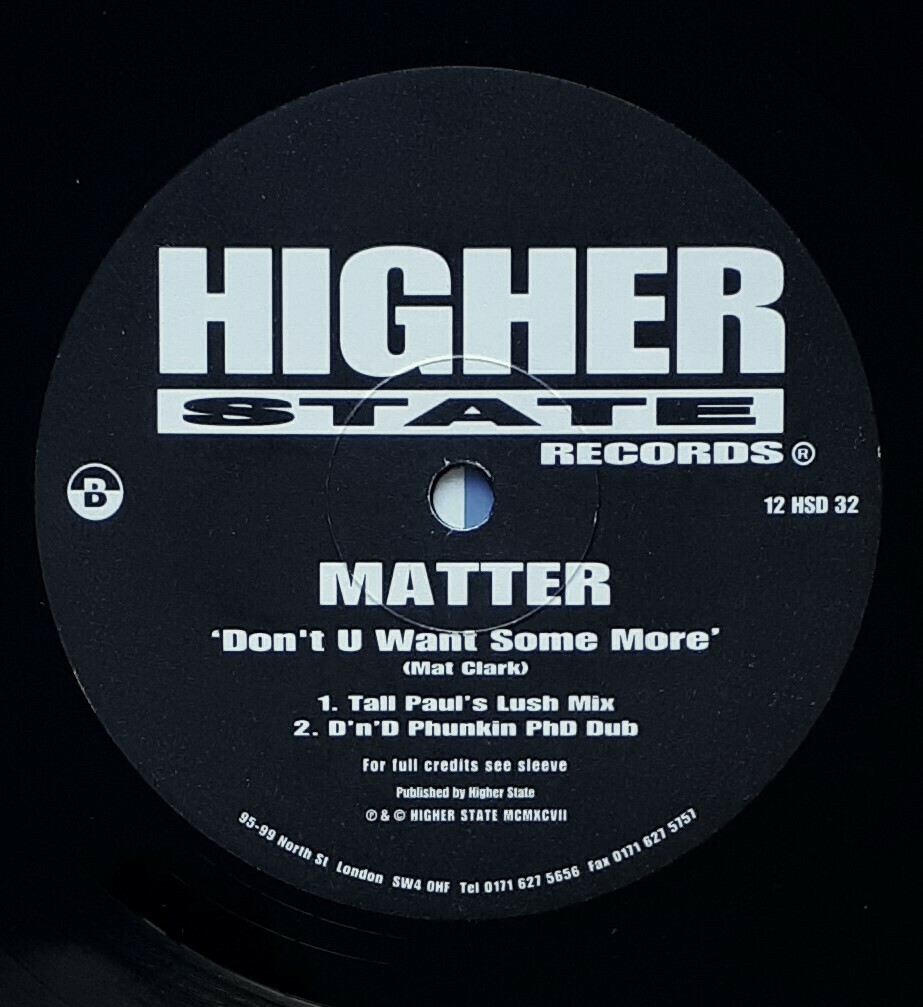 HIGHER
STATE
RECORDS ®
B
12 HSD 32
MATTER
‘Don't U Want Some More’
(Mat Clark)
1. Tall Paul's Lush Mix
2. D'n'D Phunkin PhD Dub
For full credits see sleeve
Published by Higher State
℗ & © HIGHER STATE MCMXCVII
95-99 North St London SW4 0HF Tel 0171 627 5656 Fax 0171 627 5757